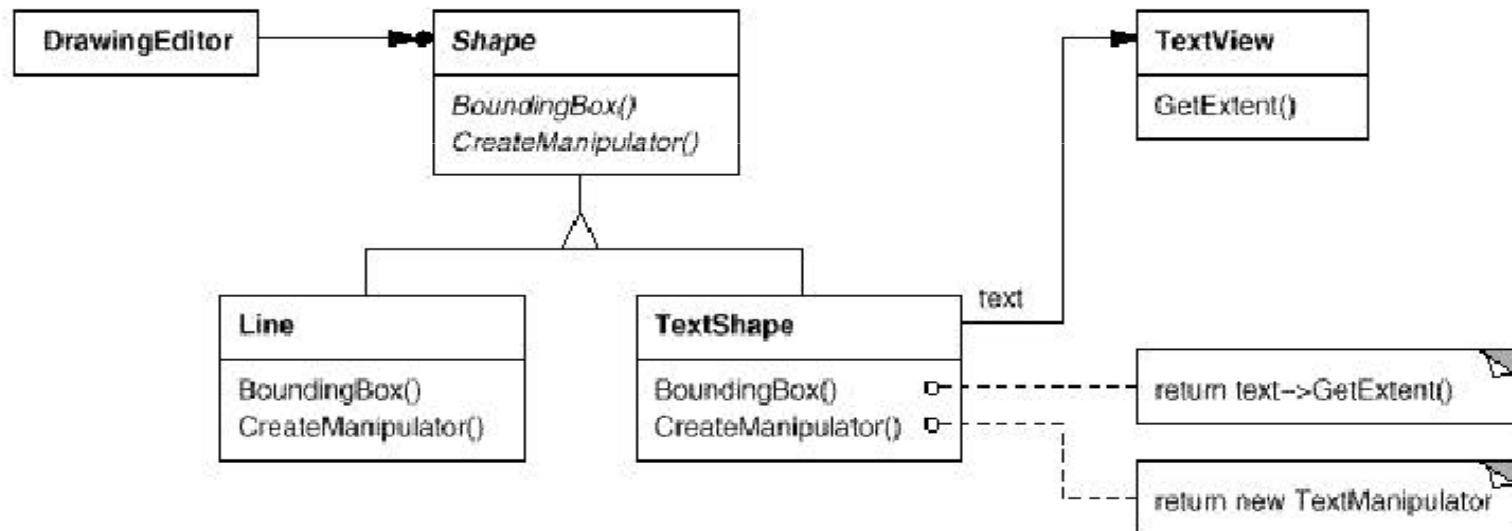 DrawingEditor
Shape
BoundingBox()
CreateManipulator()
TextView
GetExtent()
Line
BoundingBox()
CreateManipulator()
TextShape
BoundingBox()
CreateManipulator()
text
return text->GetExtent()
return new TextManipulator